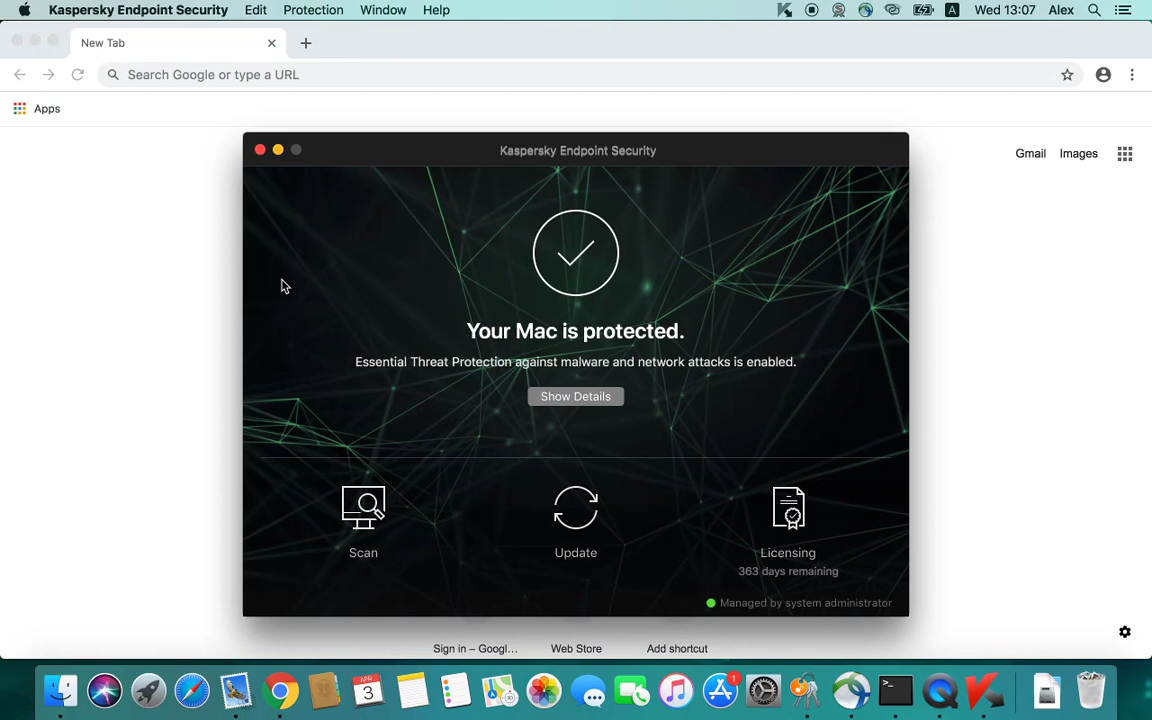 Kaspersky Endpoint Security Edit Protection Window Help A Wed 13:07 Alex
New Tab
Search Google or type a URL
Apps
Gmail Images
Kaspersky Endpoint Security
Your Mac is protected.
Essential Threat Protection against malware and network attacks is enabled.
Show Details
Scan Update Licensing
363 days remaining
Managed by system administrator
Sign in – Googl... Web Store Add shortcut
APR
3
1